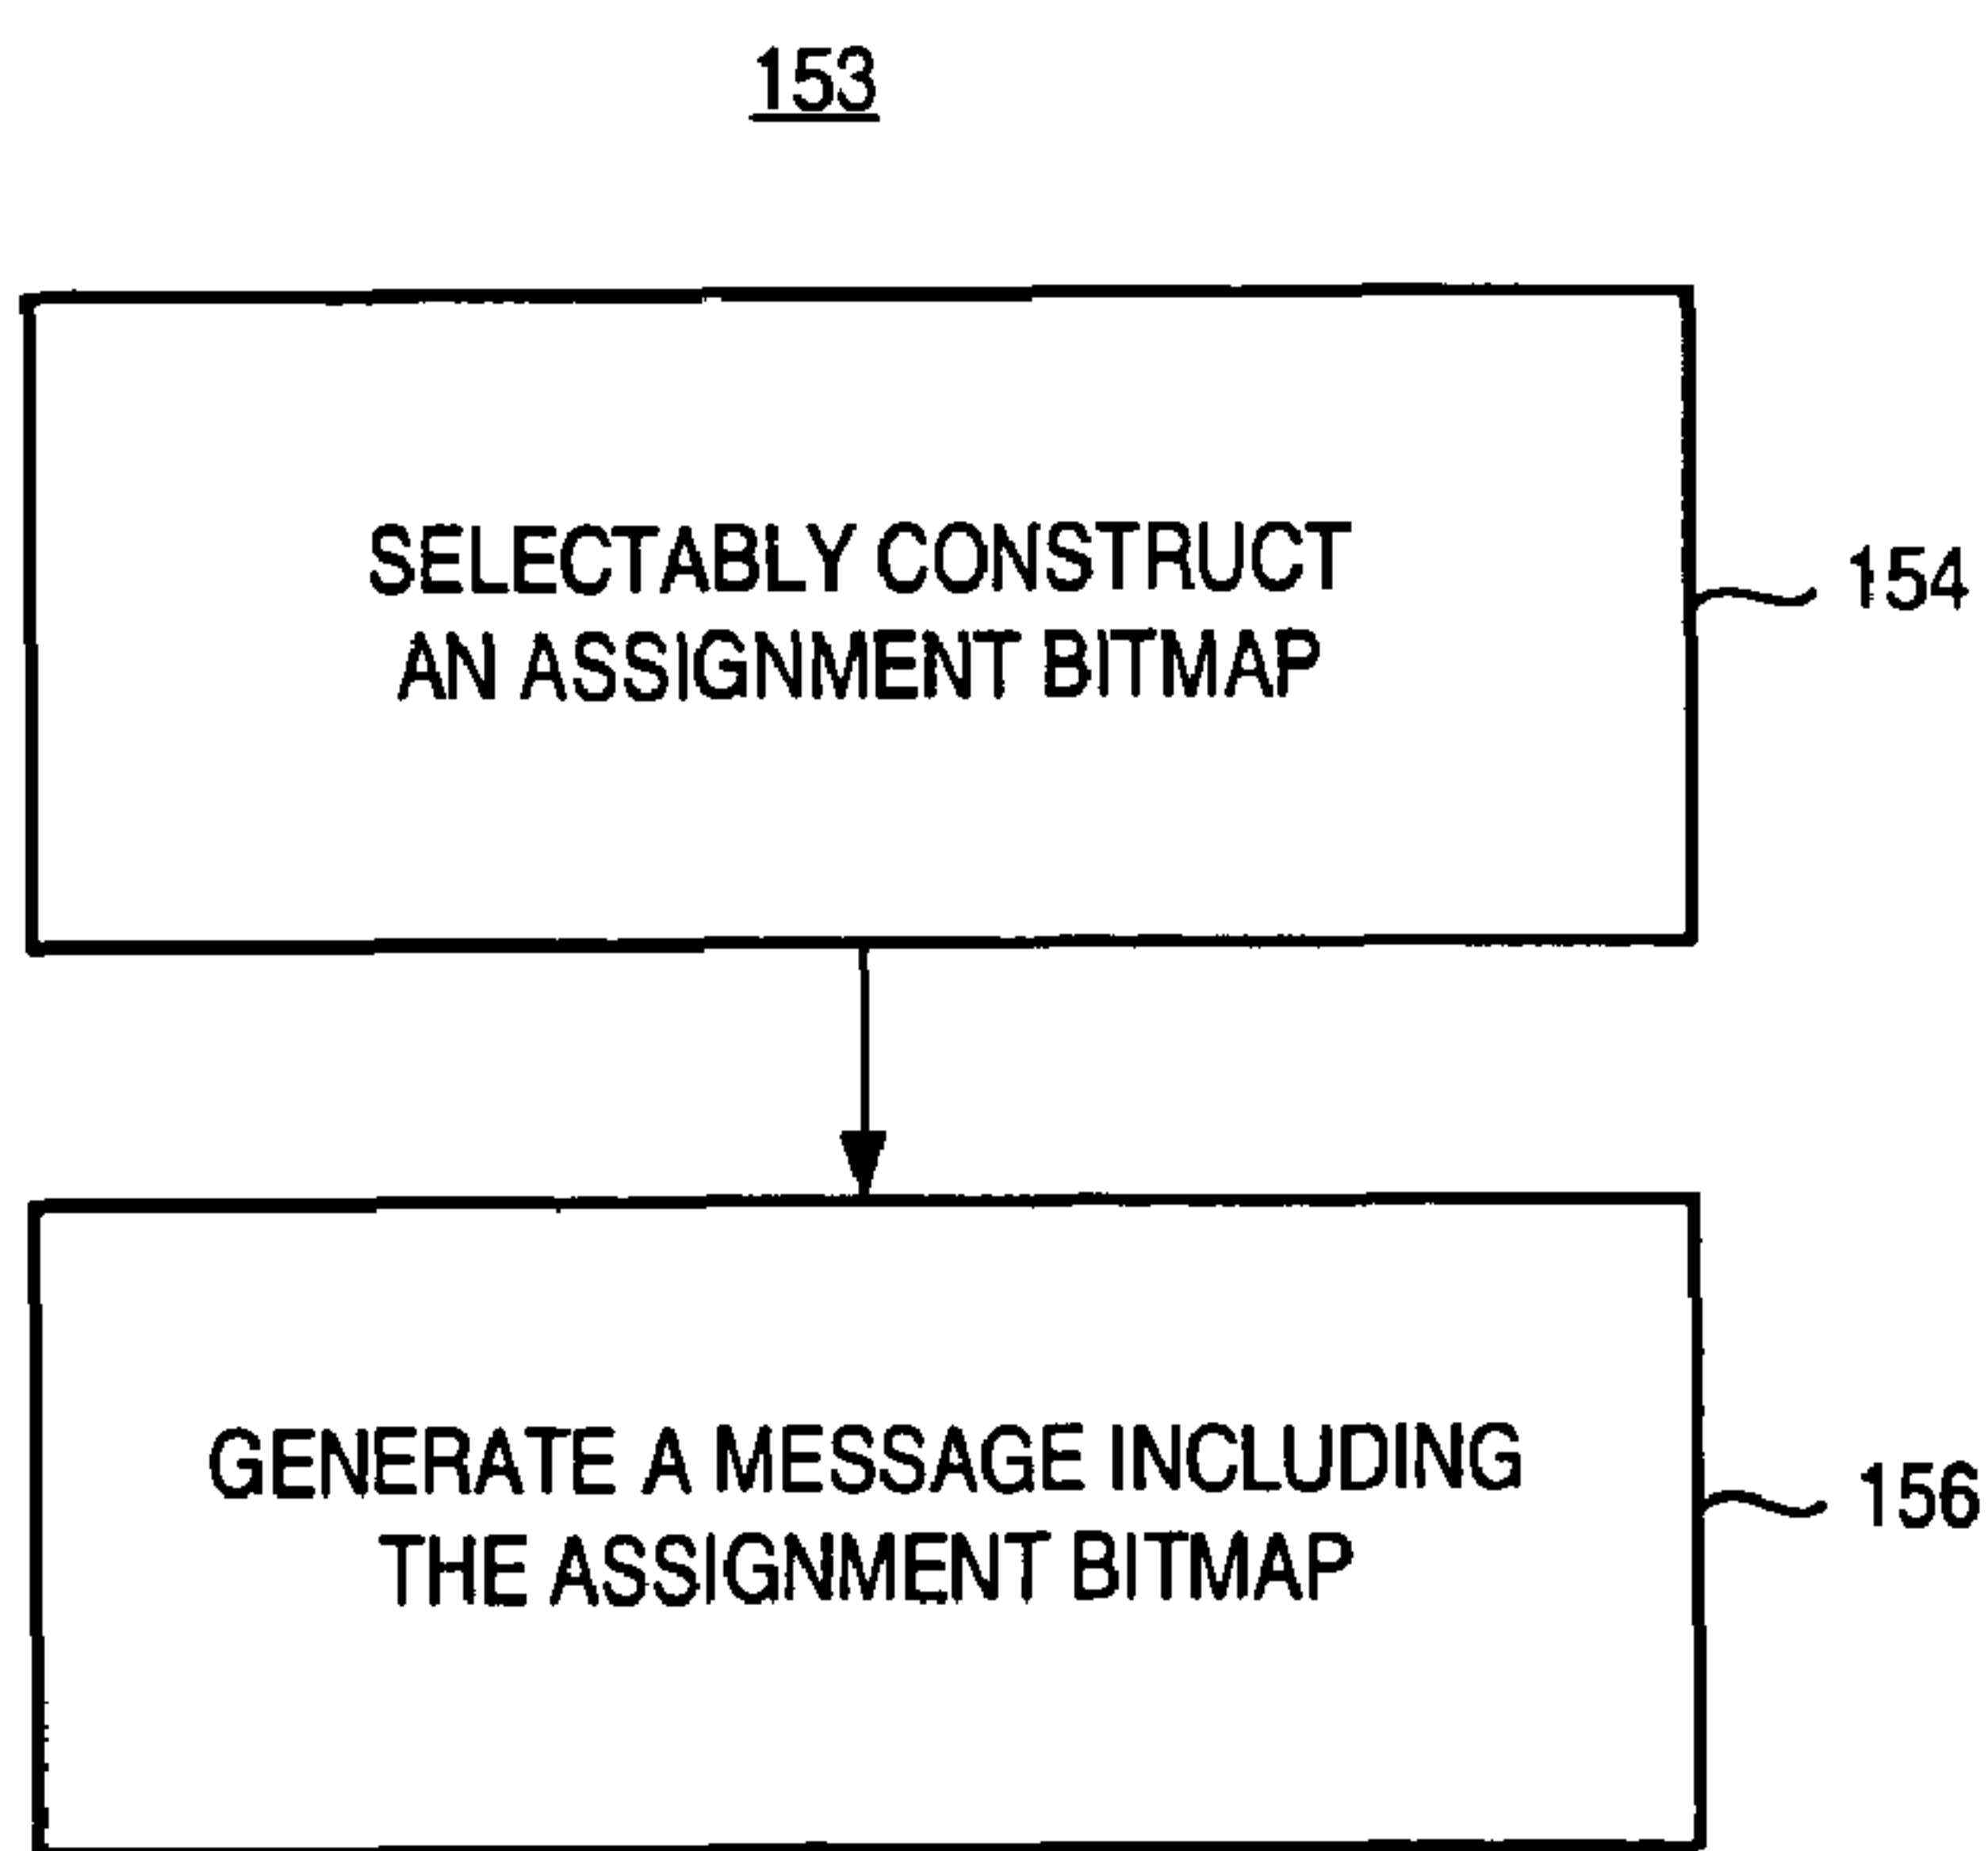 153
SELECTABLY CONSTRUCT
AN ASSIGNMENT BITMAP
154
GENERATE A MESSAGE INCLUDING
THE ASSIGNMENT BITMAP
156